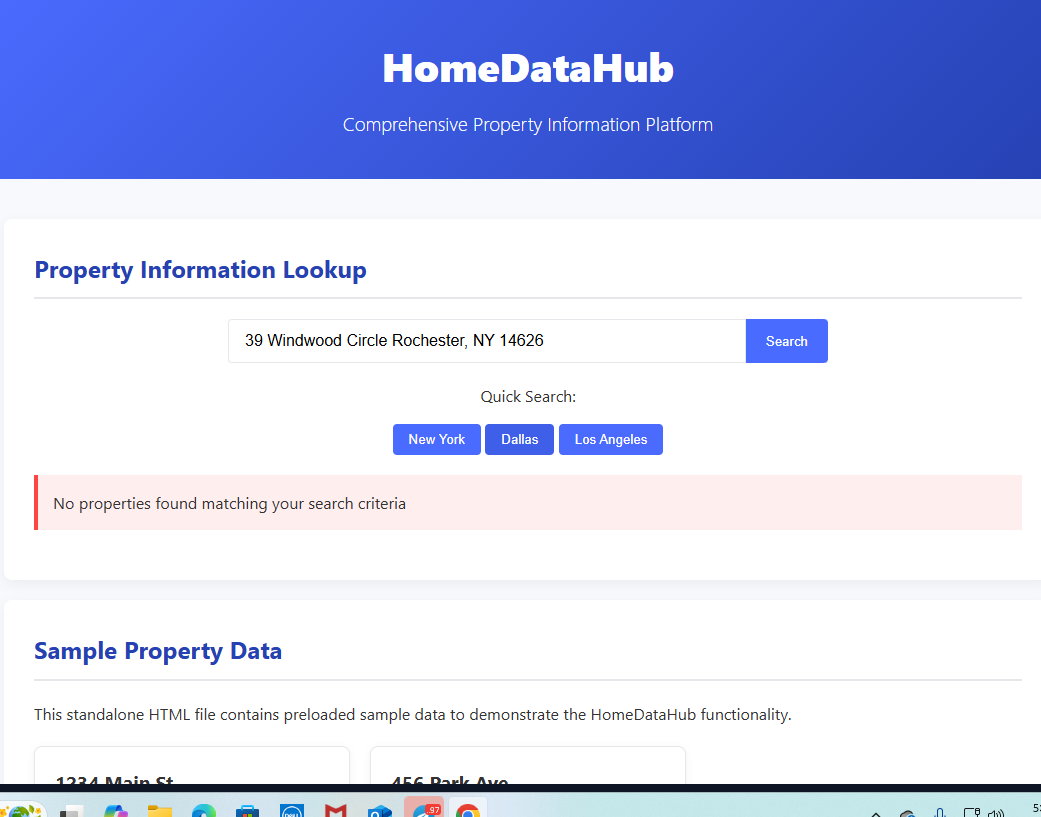 HomeDataHub
Comprehensive Property Information Platform
Property Information Lookup
39 Windwood Circle Rochester, NY 14626
Search
Quick Search:
New York
Dallas
Los Angeles
No properties found matching your search criteria
Sample Property Data
This standalone HTML file contains preloaded sample data to demonstrate the HomeDataHub functionality.
1234 Main St
456 Park Ave
DELL
97